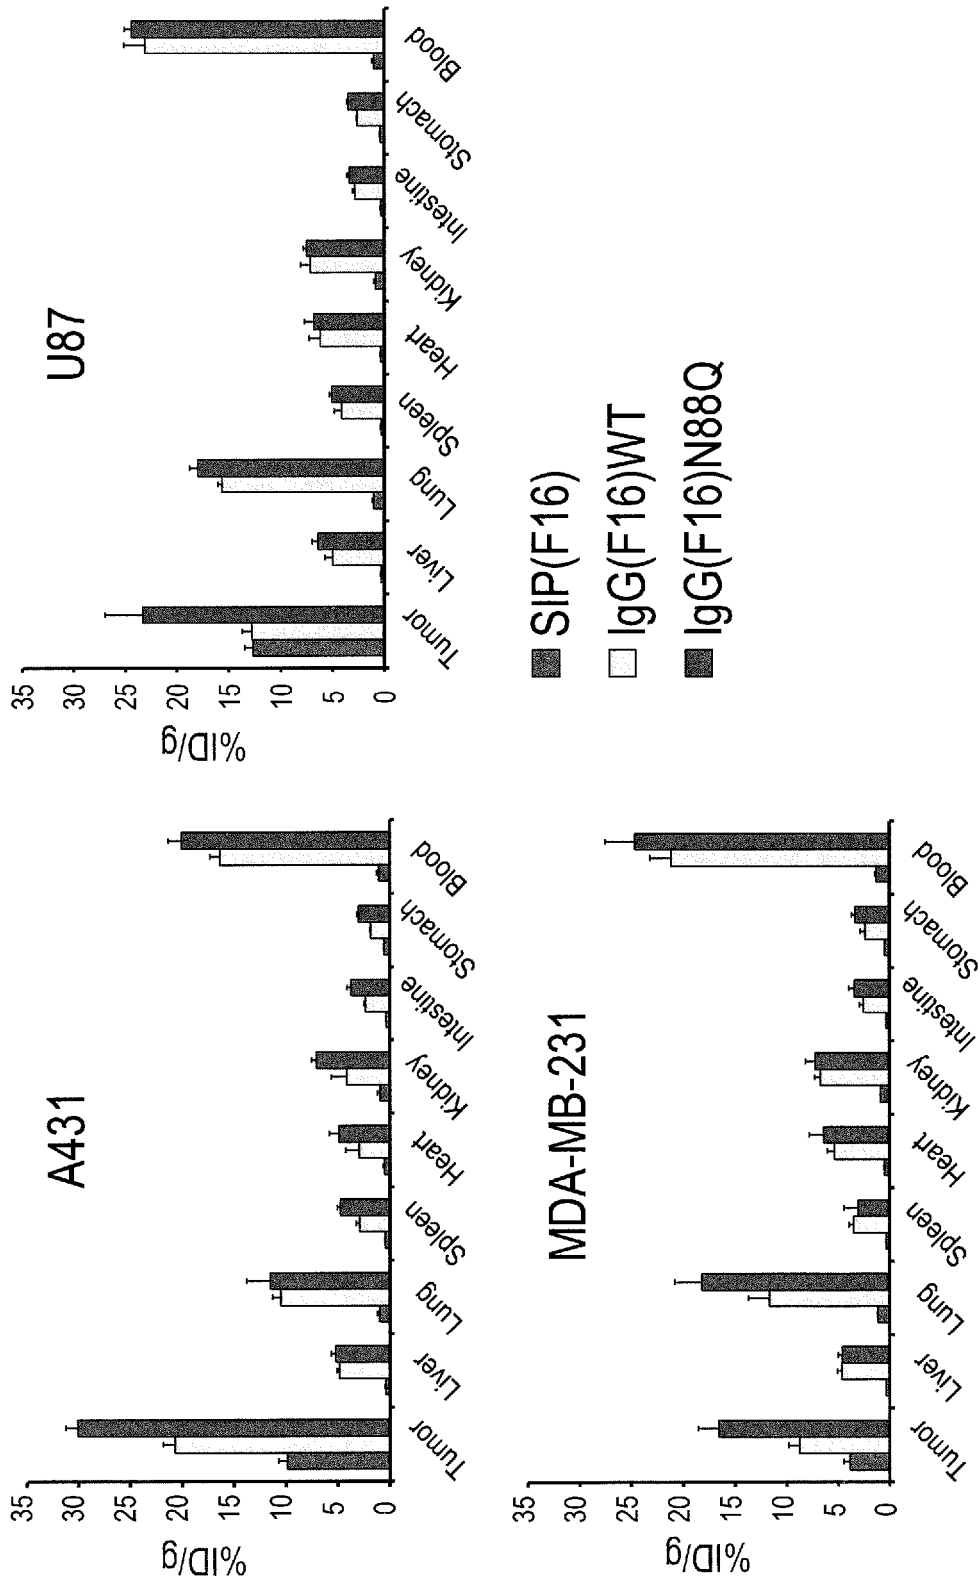 A431
%ID/g
35
30
25
20
15
10
5
0
Tumor
Liver
Lung
Spleen
Heart
Kidney
Intestine
Stomach
Blood
U87
%ID/g
35
30
25
20
15
10
5
0
Tumor
Liver
Lung
Spleen
Heart
Kidney
Intestine
Stomach
Blood
MDA-MB-231
%ID/g
35
30
25
20
15
10
5
0
Tumor
Liver
Lung
Spleen
Heart
Kidney
Intestine
Stomach
Blood
SIP(F16)
IgG(F16)WT
IgG(F16)N88Q